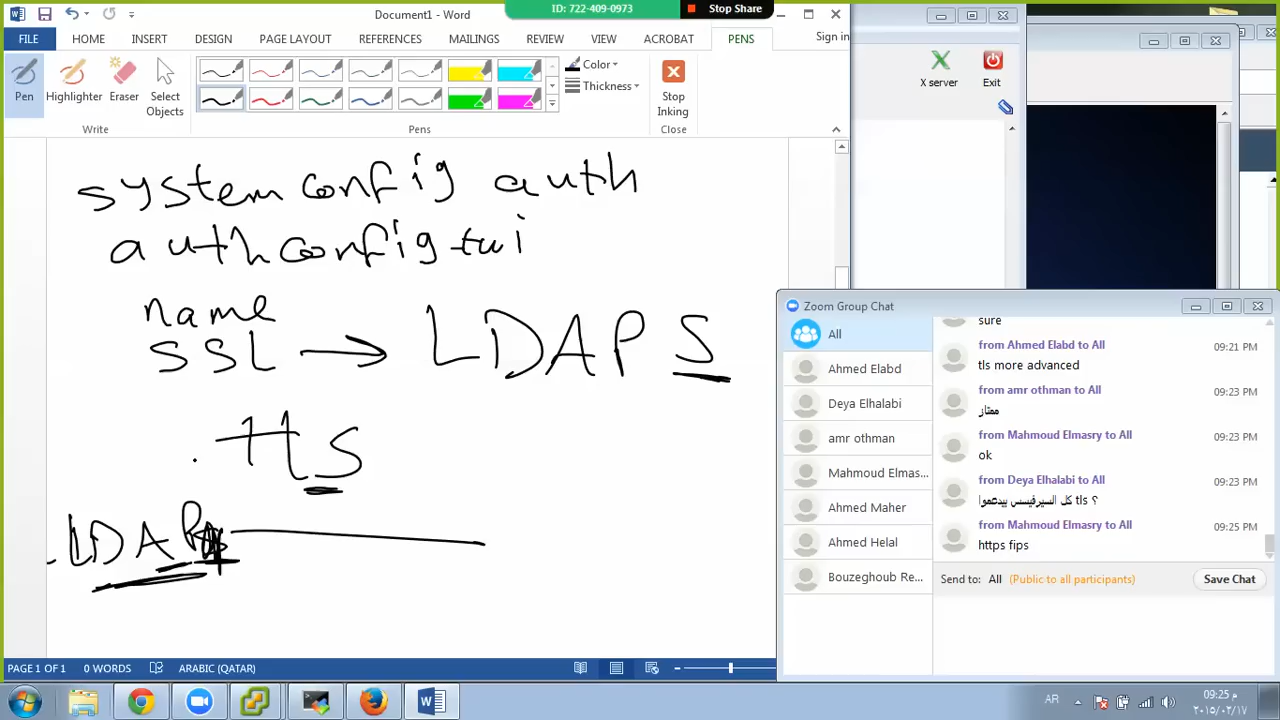 Document1 - Word
ID: 722-409-0973
Stop Share
FILE
HOME
INSERT
DESIGN
PAGE LAYOUT
REFERENCES
MAILINGS
REVIEW
VIEW
ACROBAT
PENS
Sign in
Pen
Highlighter
Eraser
Select Objects
Color
Thickness
Stop Inking
Write
Pens
Close
X server
Exit
system config auth
authconfig tui
name
SSL → LDAP S
tls
LDAP
Zoom Group Chat
All
Ahmed Elabd
Deya Elhalabi
amr othman
Mahmoud Elmas...
Ahmed Maher
Ahmed Helal
Bouzeghoub Re...
sure
from Ahmed Elabd to All 09:21 PM
tls more advanced
from amr othman to All 09:23 PM
ممتاز
from Mahmoud Elmasry to All 09:23 PM
ok
from Deya Elhalabi to All 09:23 PM
كل السيرفيسس بيدعموا tls ؟
from Mahmoud Elmasry to All 09:25 PM
https fips
Send to: All (Public to all participants)
Save Chat
PAGE 1 OF 1
0 WORDS
ARABIC (QATAR)
AR
09:25 م
٢٠١٥/٠٢/١٧